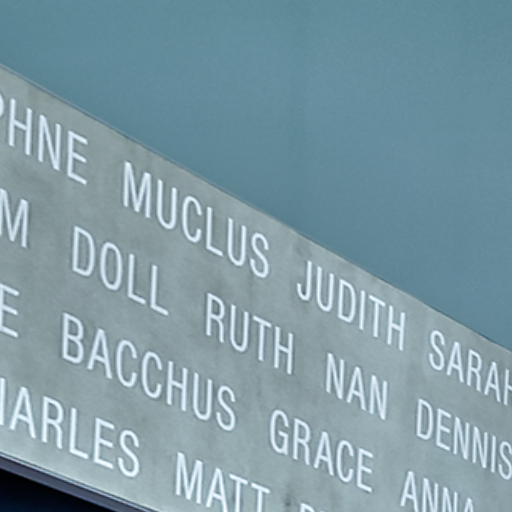 PHNE MUCLUS JUDITH SARAH
M DOLL RUTH NAN DENNIS
E BACCHUS GRACE ANNA
HARLES MATT